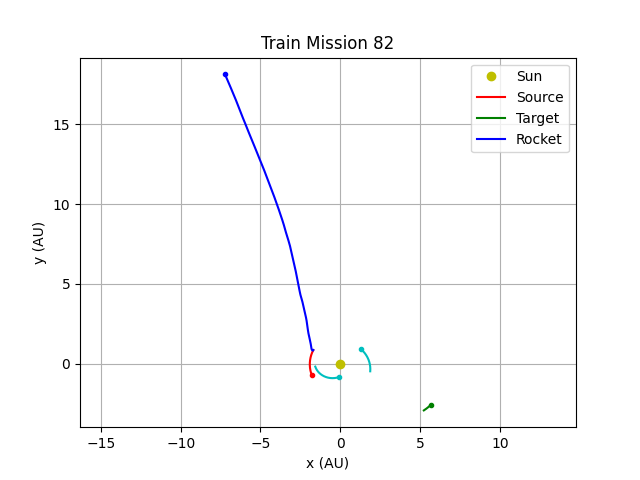 Train Mission 82
Sun
Source
Target
Rocket
y (AU)
15
10
5
0
−15
−10
−5
0
5
10
x (AU)